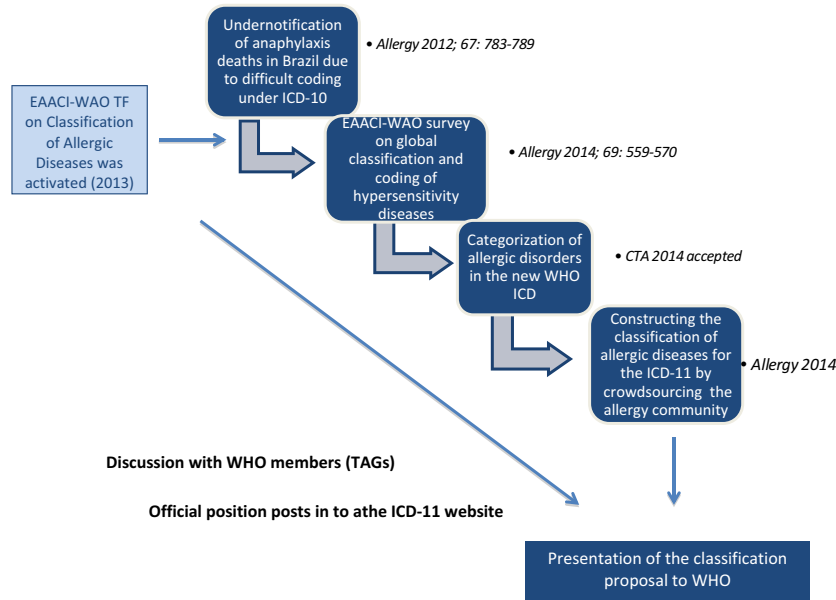 Undernotification
of anaphylaxis
deaths in Brazil due
to difficult coding
under ICD-10
• Allergy 2012; 67: 783-789
EAACI-WAO TF
on Classification
of Allergic
Diseases was
activated (2013)
EAACI-WAO survey
on global
classification and
coding of
hypersensitivity
diseases
• Allergy 2014; 69: 559-570
Categorization of
allergic disorders
in the new WHO
ICD
• CTA 2014 accepted
Constructing the
classification of
allergic diseases for
the ICD-11 by
crowdsourcing the
allergy community
• Allergy 2014
Discussion with WHO members (TAGs)
Official position posts in to athe ICD-11 website
Presentation of the classification
proposal to WHO